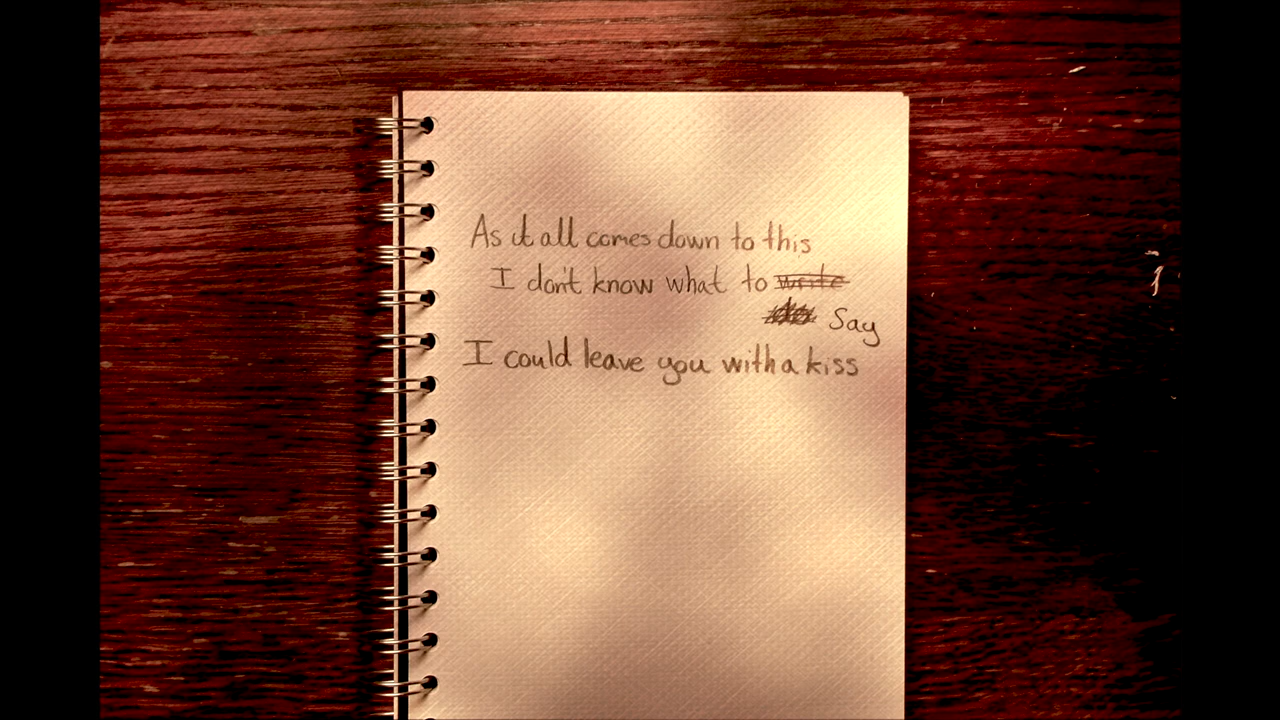 As it all comes down to this
I don't know what to write
Say
I could leave you with a kiss